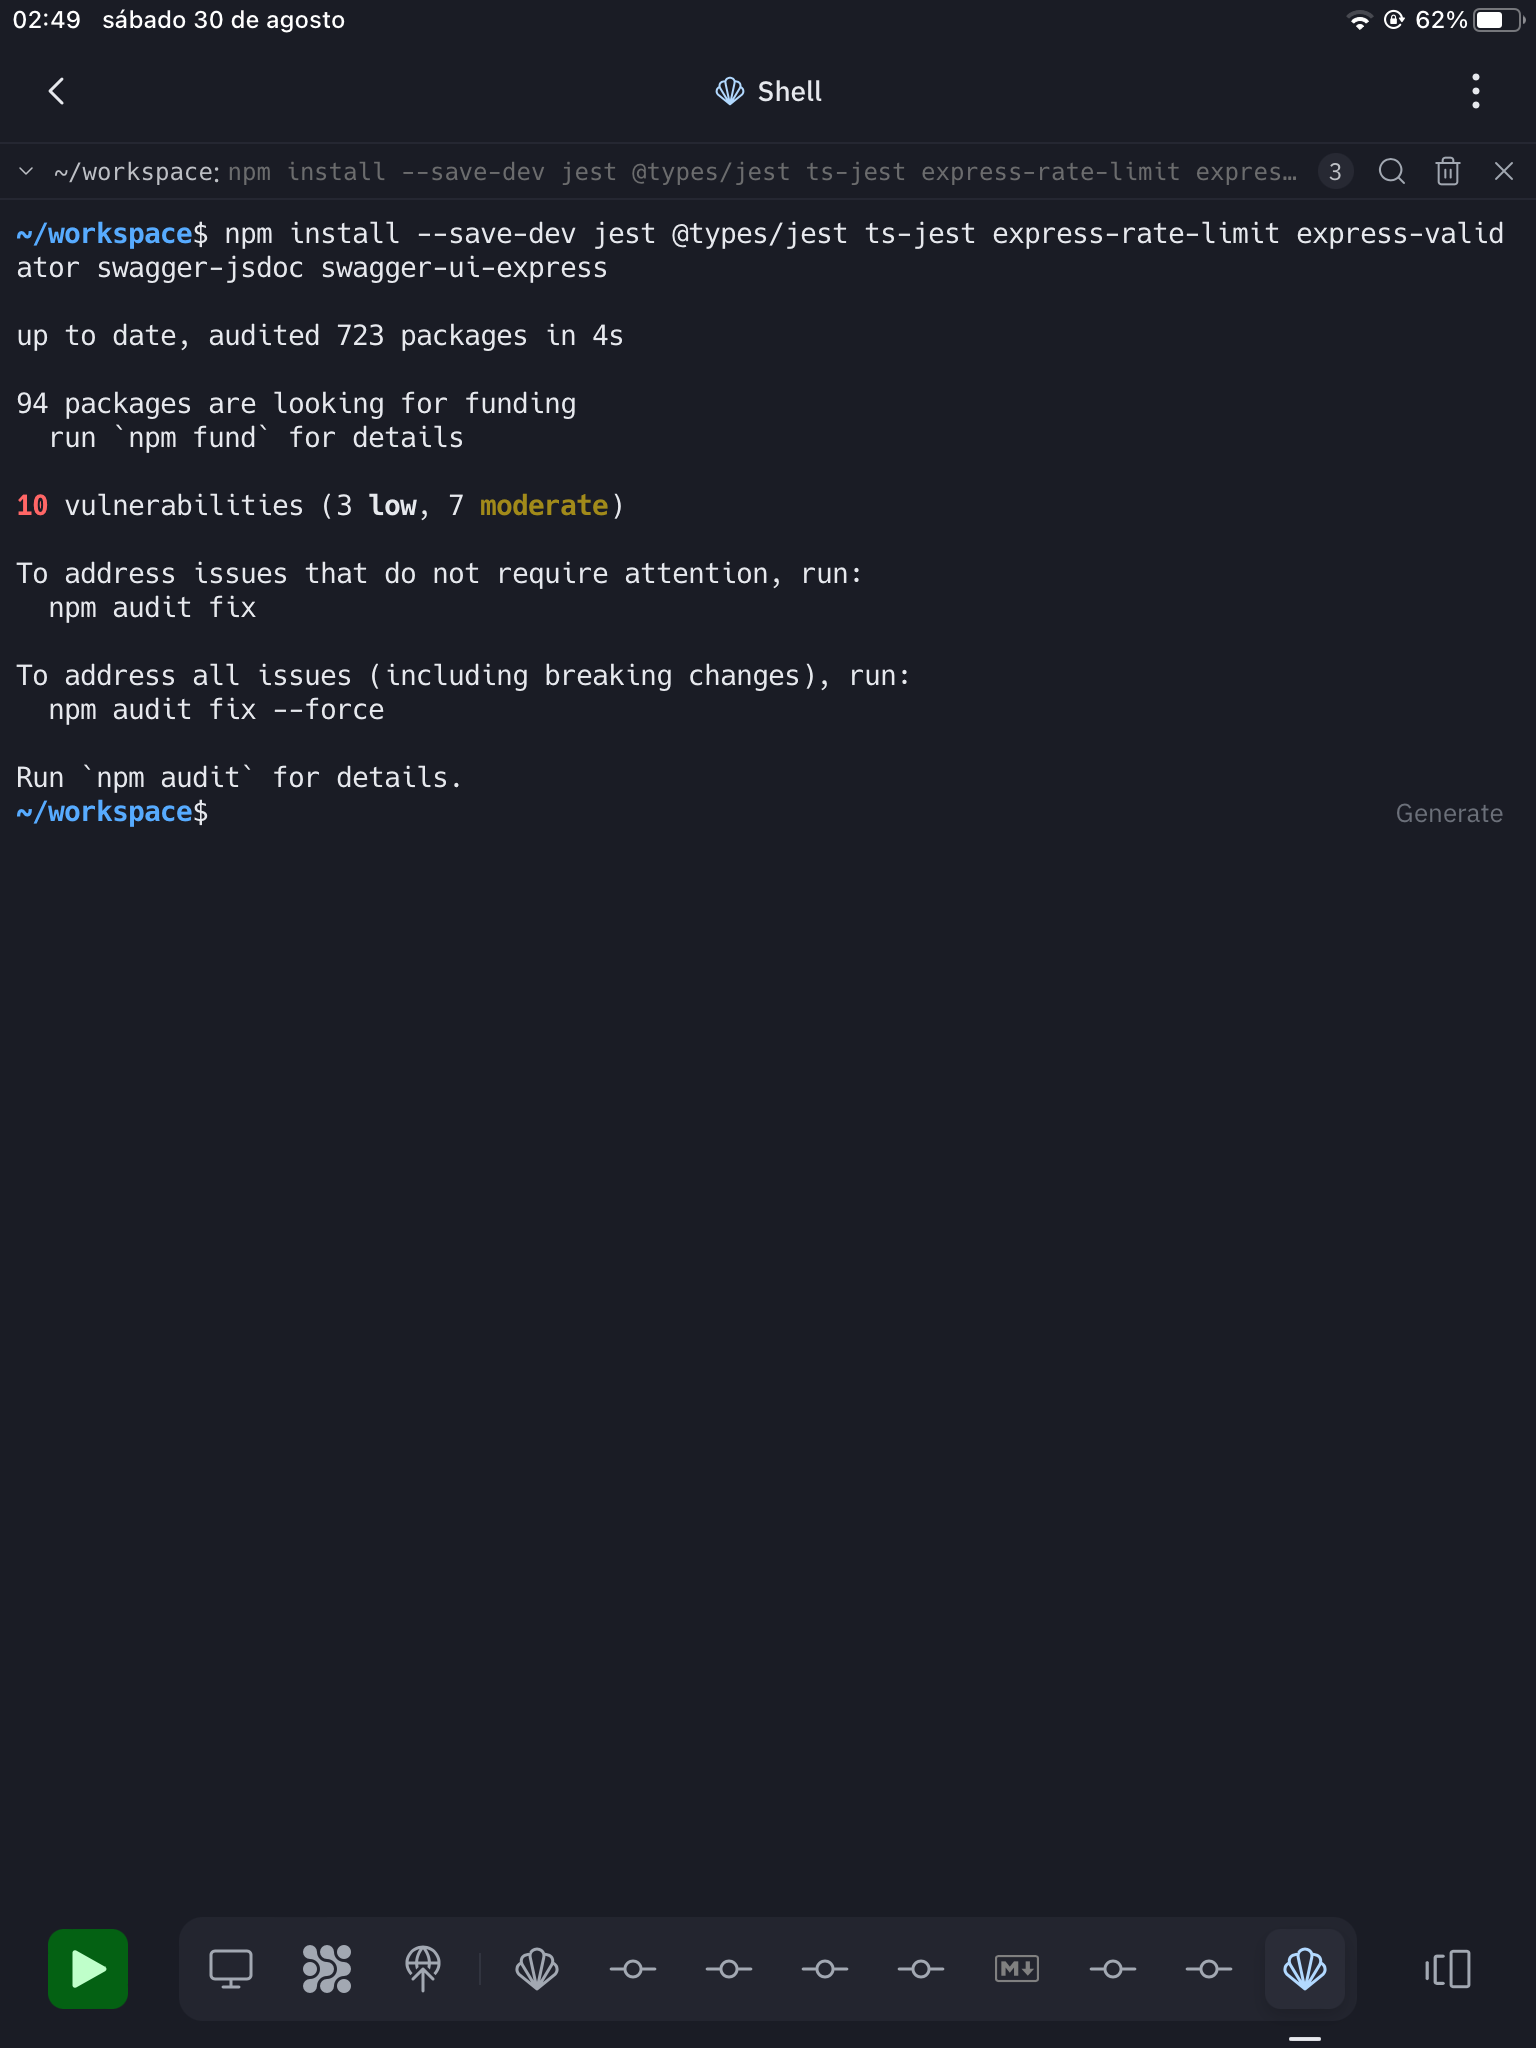 02:49 sábado 30 de agosto 62%
Shell
~/workspace: npm install --save-dev jest @types/jest ts-jest express-rate-limit expres… 3
~/workspace$ npm install --save-dev jest @types/jest ts-jest express-rate-limit express-valid
ator swagger-jsdoc swagger-ui-express
up to date, audited 723 packages in 4s
94 packages are looking for funding
run `npm fund` for details
10 vulnerabilities (3 low, 7 moderate)
To address issues that do not require attention, run:
npm audit fix
To address all issues (including breaking changes), run:
npm audit fix --force
Run `npm audit` for details.
~/workspace$ Generate
M